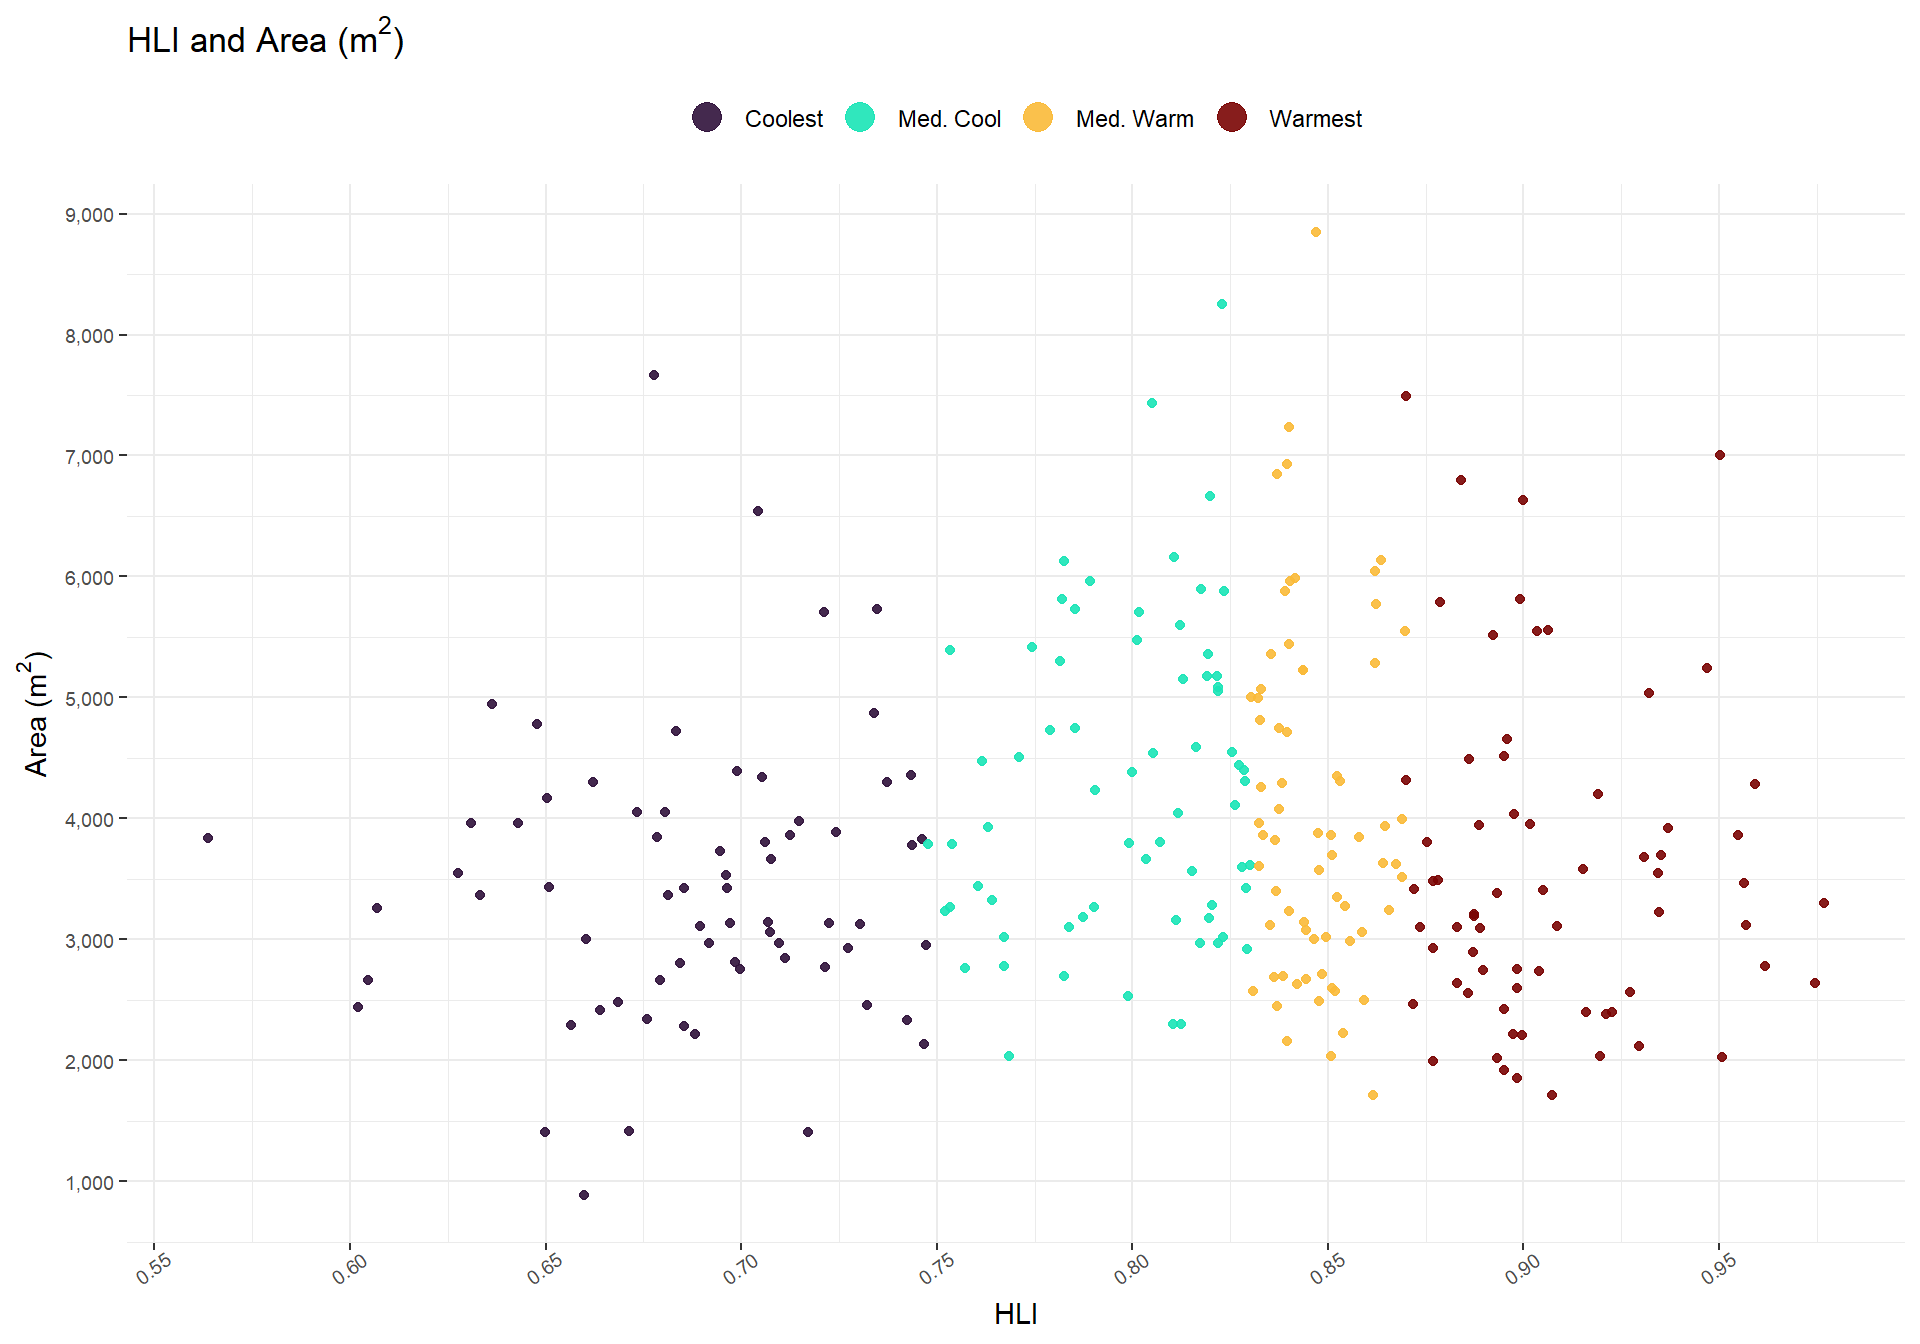 HLI and Area (m²)
Coolest Med. Cool Med. Warm Warmest
9,000
8,000
7,000
6,000
5,000
4,000
3,000
2,000
1,000
Area (m²)
0.55 0.60 0.65 0.70 0.75 0.80 0.85 0.90 0.95
HLI